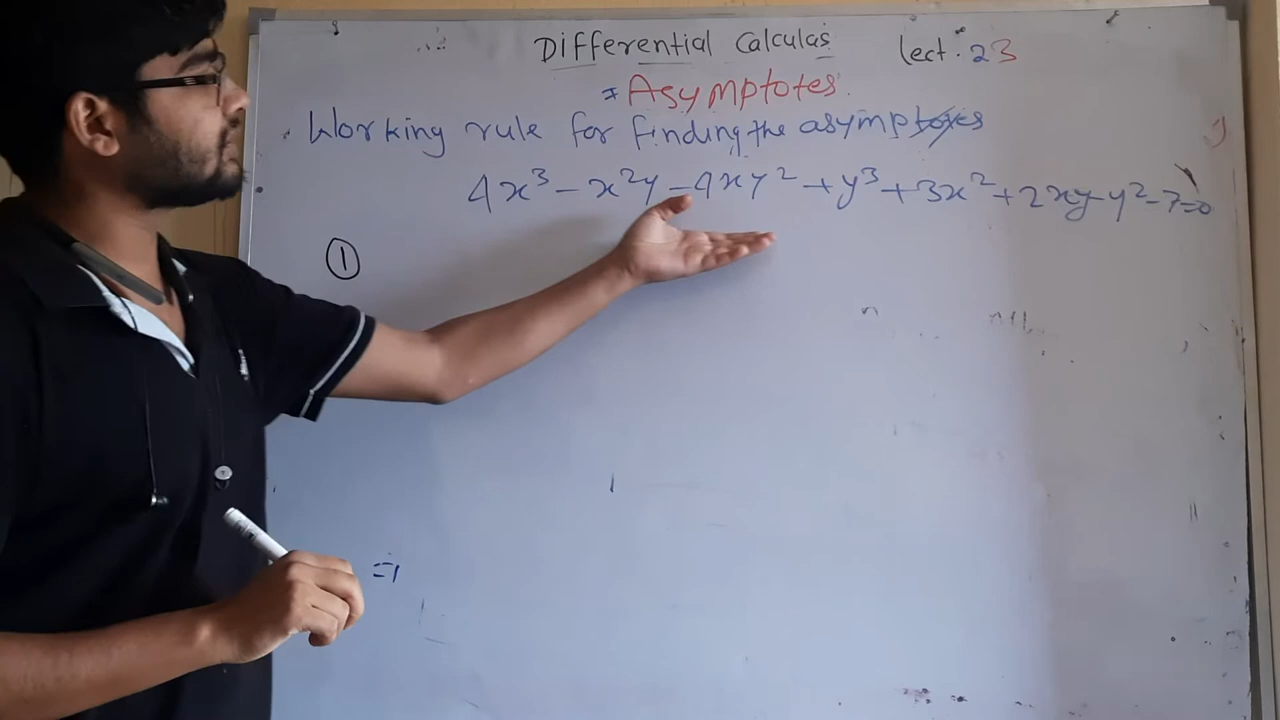 Differential Calculas lect. 23
= Asymptotes.
Working rule for finding the asymptotes
4x³ - x²y - 4xy² + y³ + 3x² + 2xy - y² - 7 = 0
①
=)